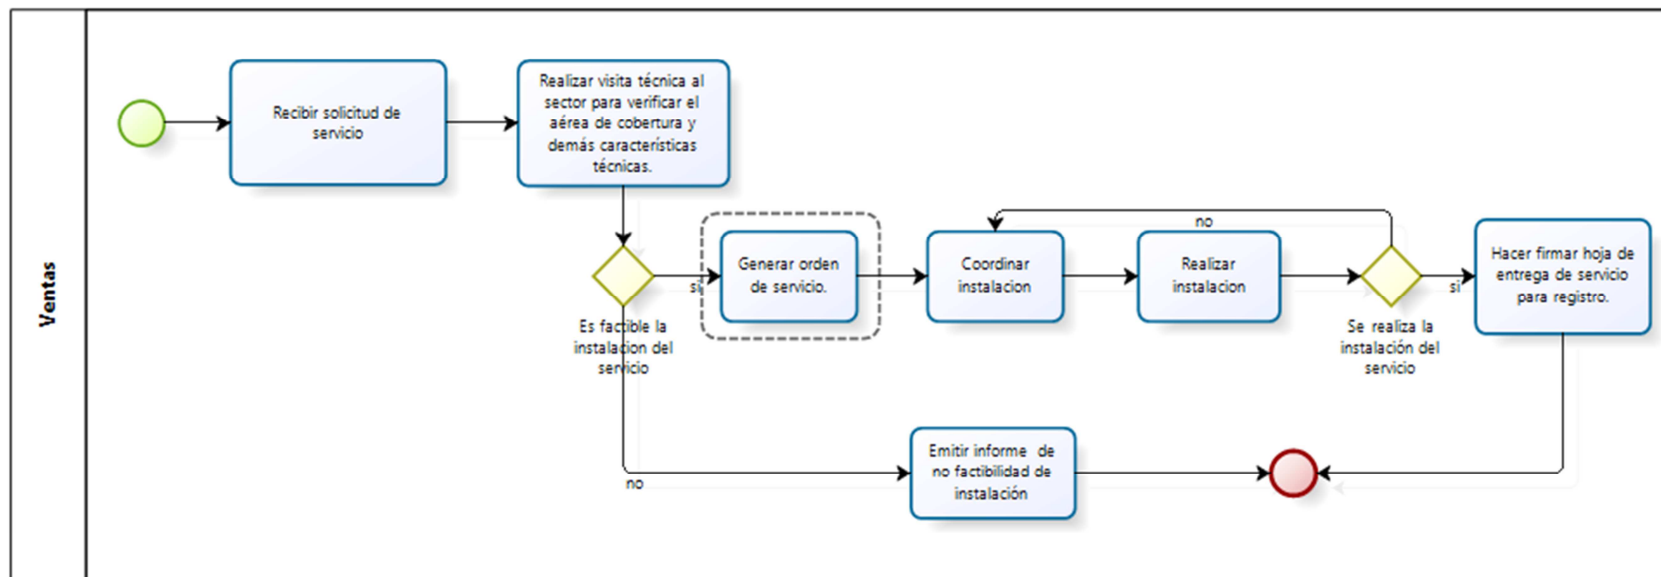 Ventas
Recibir solicitud de
servicio
Realizar visita técnica al
sector para verificar el
aérea de cobertura y
demás características
técnicas.
Es factible la
instalacion del
servicio
si
Generar orden
de servicio.
Coordinar
instalacion
Realizar
instalacion
no
Se realiza la
instalación del
servicio
si
Hacer firmar hoja de
entrega de servicio
para registro.
no
Emitir informe de
no factibilidad de
instalación